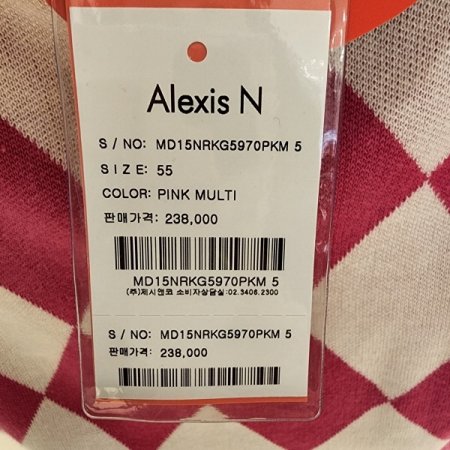 Alexis N
S / NO: MD15NRKG5970PKM 5
SIZE: 55
COLOR: PINK MULTI
판매가격: 238,000
MD15NRKG5970PKM 5
(주)제시앤코 소비자상담실:02.3406.2300
S / NO: MD15NRKG5970PKM 5
판매가격: 238,000